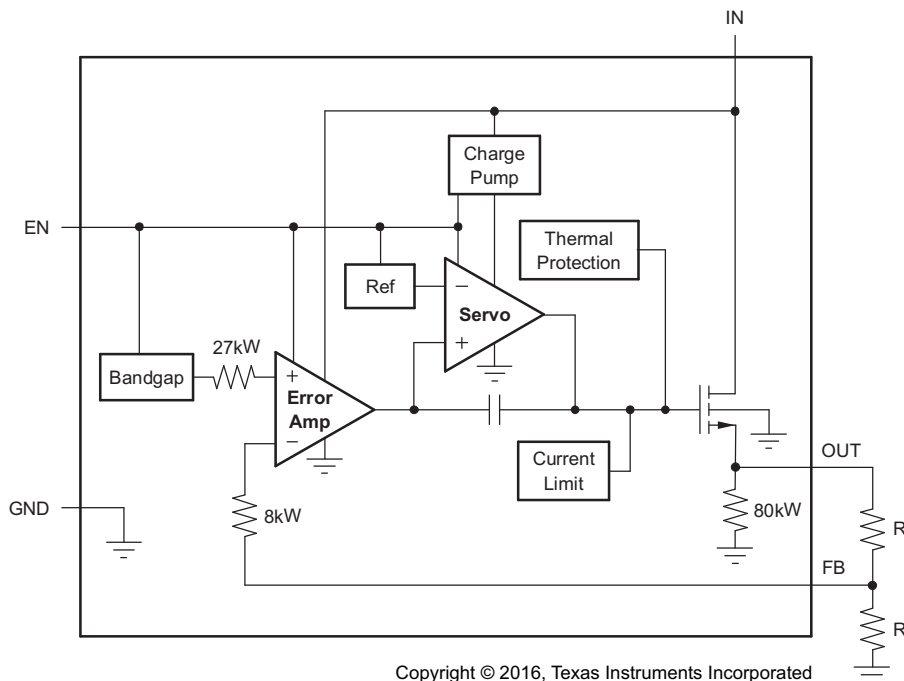 IN
Charge
Pump
EN
Thermal
Protection
Ref
−
Servo
+
27kW
Bandgap
+
Error
Amp
−
Current
Limit
OUT
GND
8kW
80kW
R
FB
R
Copyright © 2016, Texas Instruments Incorporated